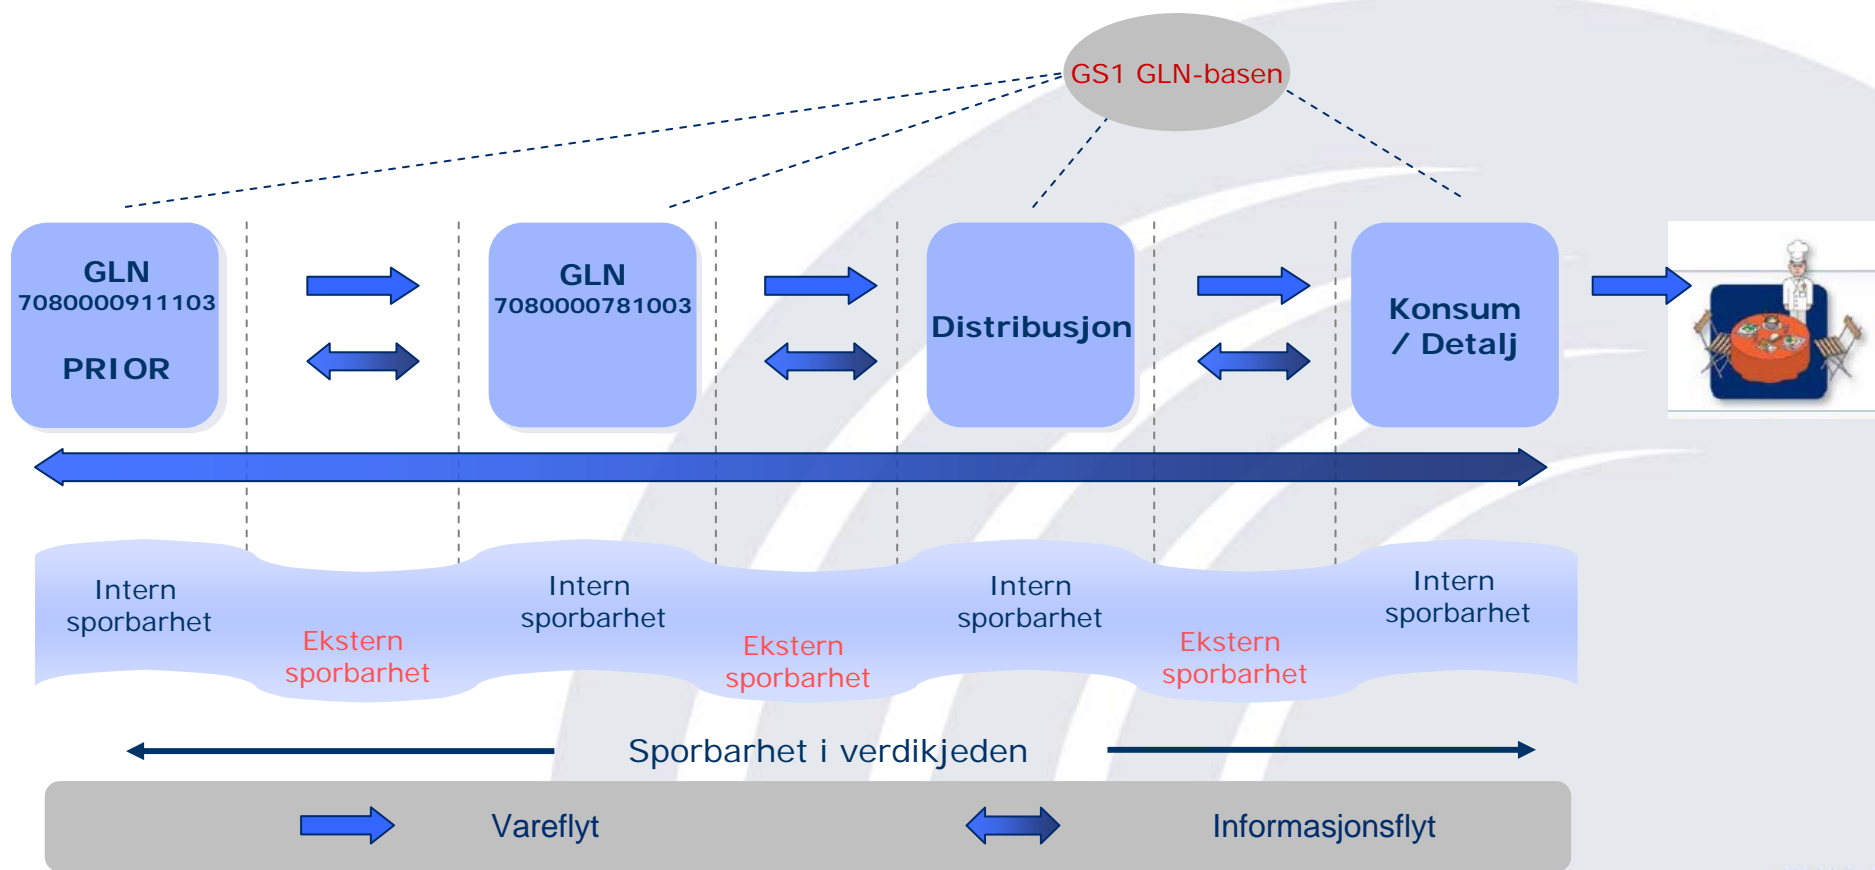 GS1 GLN-basen
GLN
7080000911103
PRIOR
GLN
7080000781003
Distribusjon
Konsum
/ Detalj
Intern
sporbarhet
Ekstern
sporbarhet
Intern
sporbarhet
Ekstern
sporbarhet
Intern
sporbarhet
Ekstern
sporbarhet
Intern
sporbarhet
Sporbarhet i verdikjeden
Vareflyt
Informasjonsflyt